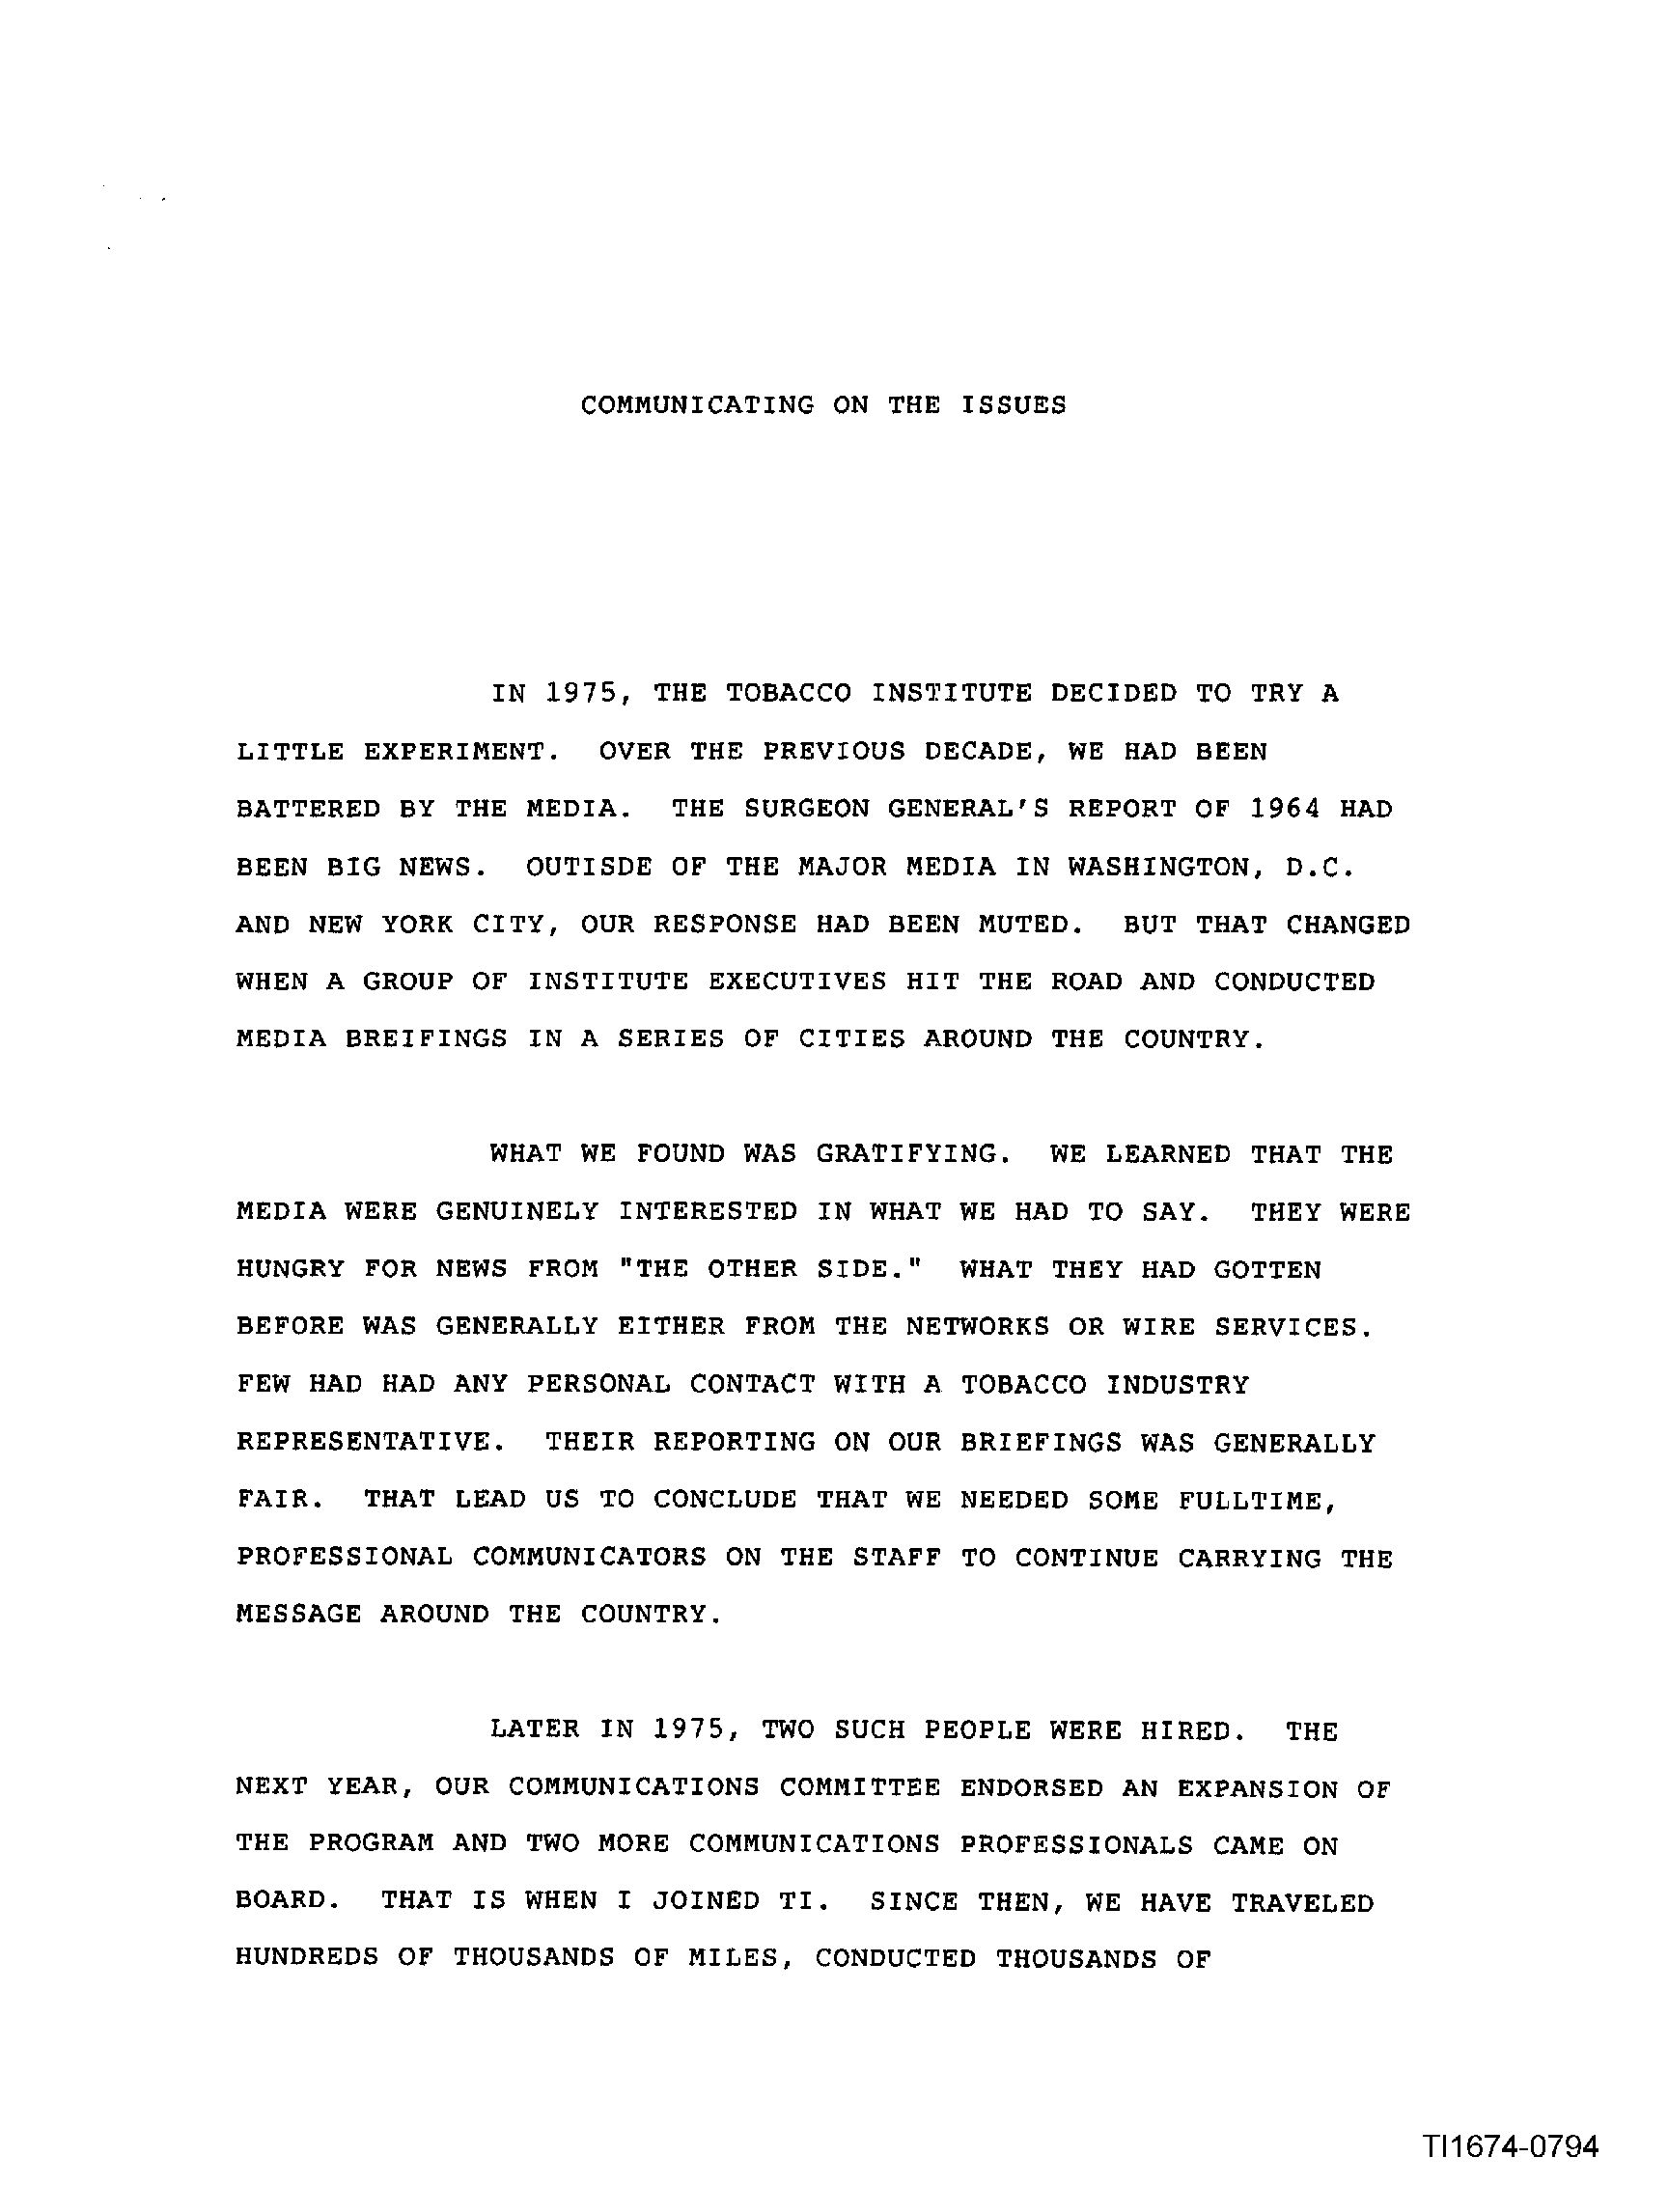 COMMUNICATING ON THE ISSUES
IN 1975, THE TOBACCO INSTITUTE DECIDED TO TRY A
LITTLE EXPERIMENT. OVER THE PREVIOUS DECADE, WE HAD BEEN
BATTERED BY THE MEDIA. THE SURGEON GENERAL'S REPORT OF 1964 HAD
BEEN BIG NEWS. OUTISDE OF THE MAJOR MEDIA IN WASHINGTON, D.C.
AND NEW YORK CITY, OUR RESPONSE HAD BEEN MUTED. BUT THAT CHANGED
WHEN A GROUP OF INSTITUTE EXECUTIVES HIT THE ROAD AND CONDUCTED
MEDIA BREIFINGS IN A SERIES OF CITIES AROUND THE COUNTRY.
WHAT WE FOUND WAS GRATIFYING. WE LEARNED THAT THE
MEDIA WERE GENUINELY INTERESTED IN WHAT WE HAD TO SAY. THEY WERE
HUNGRY FOR NEWS FROM "THE OTHER SIDE." WHAT THEY HAD GOTTEN
BEFORE WAS GENERALLY EITHER FROM THE NETWORKS OR WIRE SERVICES.
FEW HAD HAD ANY PERSONAL CONTACT WITH A TOBACCO INDUSTRY
REPRESENTATIVE. THEIR REPORTING ON OUR BRIEFINGS WAS GENERALLY
FAIR. THAT LEAD US TO CONCLUDE THAT WE NEEDED SOME FULLTIME,
PROFESSIONAL COMMUNICATORS ON THE STAFF TO CONTINUE CARRYING THE
MESSAGE AROUND THE COUNTRY.
LATER IN 1975, TWO SUCH PEOPLE WERE HIRED. THE
NEXT YEAR, OUR COMMUNICATIONS COMMITTEE ENDORSED AN EXPANSION OF
THE PROGRAM AND TWO MORE COMMUNICATIONS PROFESSIONALS CAME ON
BOARD. THAT IS WHEN I JOINED TI. SINCE THEN, WE HAVE TRAVELED
HUNDREDS OF THOUSANDS OF MILES, CONDUCTED THOUSANDS OF
TI1674-0794